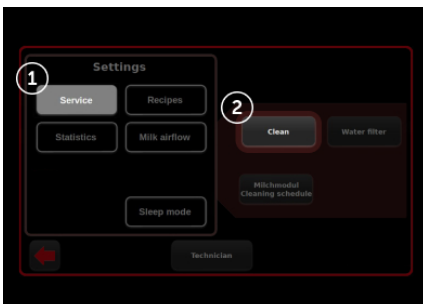 Settings
1
Service
Recipes
2
Clean
Water filter
Statistics
Milk airflow
Milchmodul
Cleaning schedule
Sleep mode
Technician